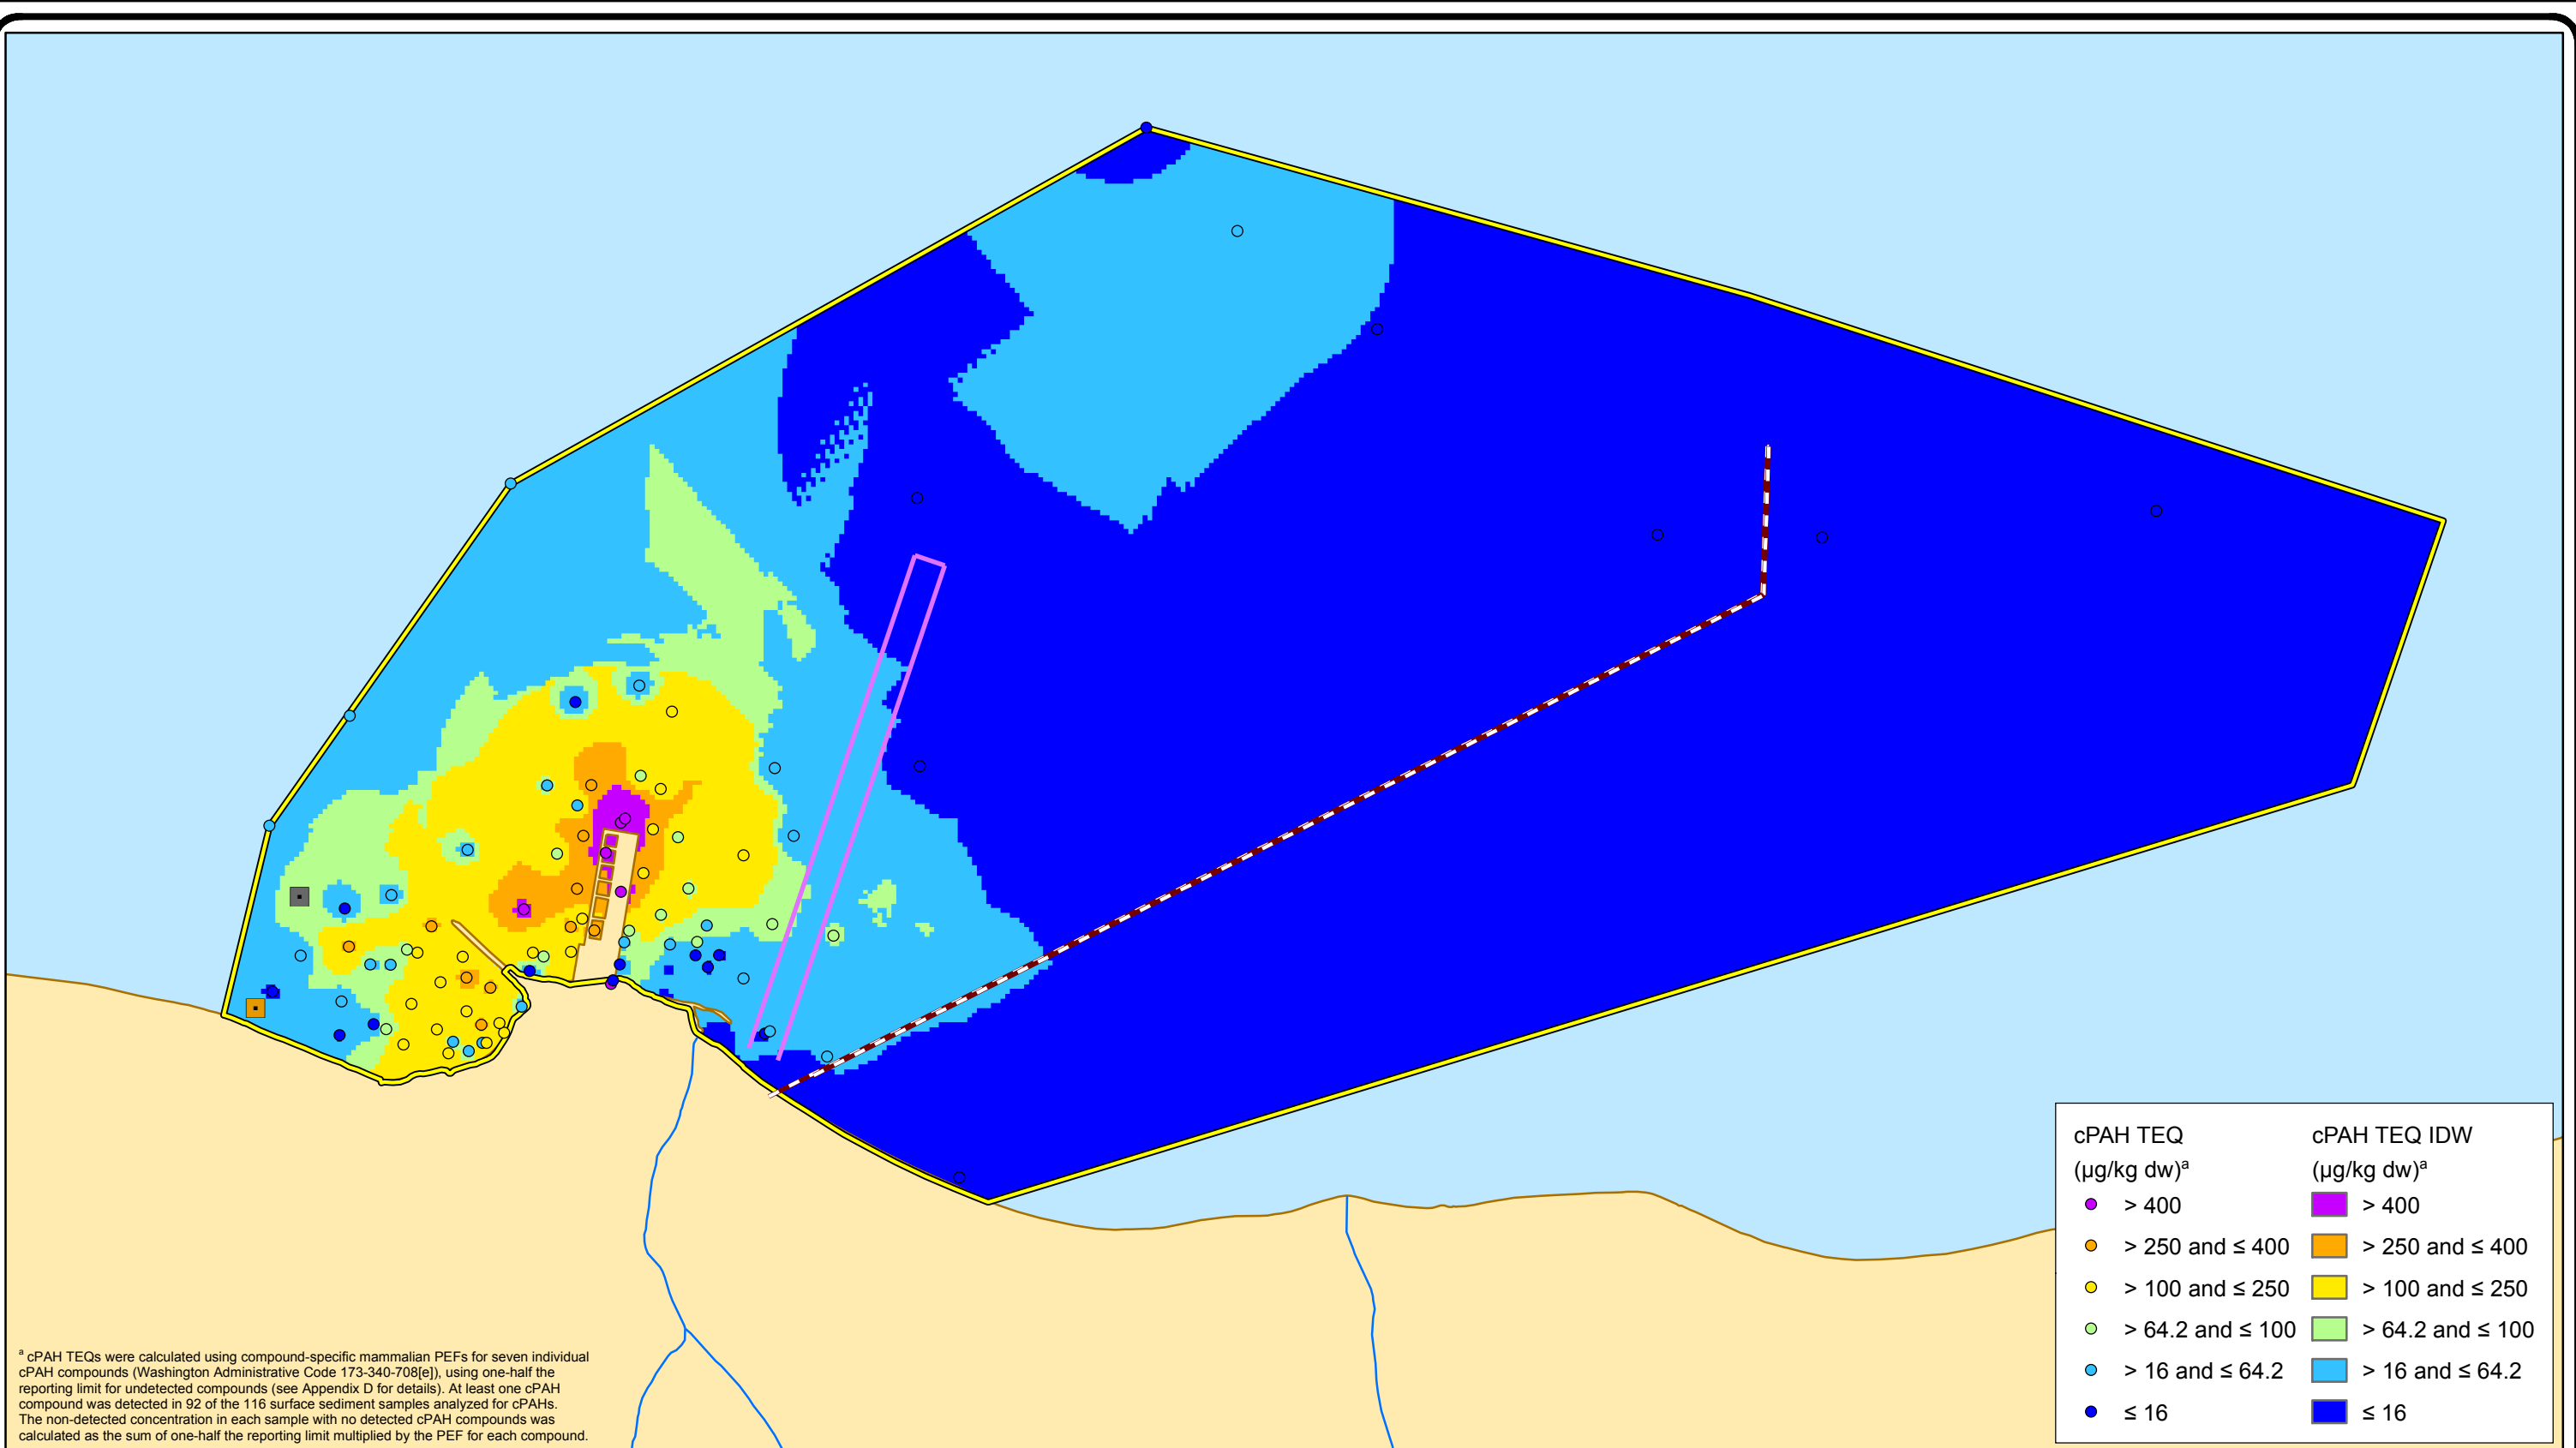 cPAH TEQ
(µg/kg dw)ᵃ
> 400
> 250 and ≤ 400
> 100 and ≤ 250
> 64.2 and ≤ 100
> 16 and ≤ 64.2
≤ 16
cPAH TEQ IDW
(µg/kg dw)ᵃ
> 400
> 250 and ≤ 400
> 100 and ≤ 250
> 64.2 and ≤ 100
> 16 and ≤ 64.2
≤ 16
ᵃ cPAH TEQs were calculated using compound-specific mammalian PEFs for seven individual
cPAH compounds (Washington Administrative Code 173-340-708[e]), using one-half the
reporting limit for undetected compounds (see Appendix D for details). At least one cPAH
compound was detected in 92 of the 116 surface sediment samples analyzed for cPAHs.
The non-detected concentration in each sample with no detected cPAH compounds was
calculated as the sum of one-half the reporting limit multiplied by the PEF for each compound.